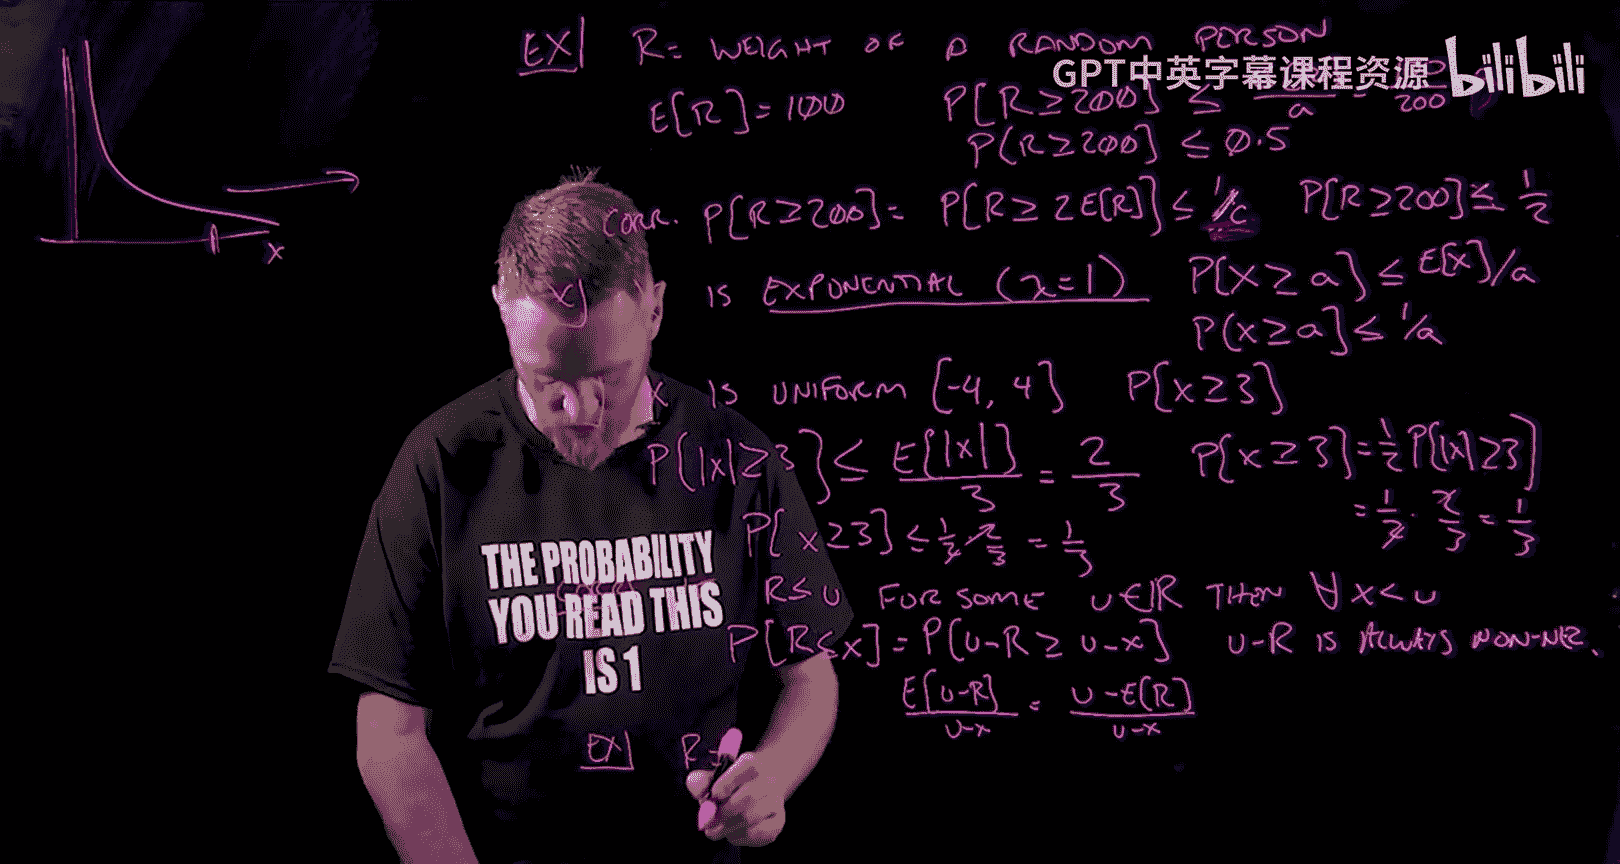 EX R = WEIGHT OF A RANDOM PERSON
GPT中英字幕课程资源 bilibili
E[R] = 100 P[R ≥ 200] ≤ a 200
P[R ≥ 200] ≤ 0.5
CORR. P[R ≥ 200] = P[R ≥ 2E[R]] ≤ 1/c P[R ≥ 200] ≤ 1/2
X
EX IS EXPONENTIAL (λ=1) P[X ≥ a] ≤ E[X]/a
P[X ≥ a] ≤ 1/a
X IS UNIFORM [-4, 4] P[X ≥ 3]
P[|X| ≥ 3] ≤ E[|X|]/3 = 2/3 P[X ≥ 3] = 1/2 P[|X| ≥ 3]
= 1/2 · 2/3 = 1/3
P[X ≥ 3] ≤ 1/2 · 2/3 = 1/3
R ≤ U FOR SOME U ∈ ℝ THEN ∀ X < U
P[R ≤ X] = P[U-R ≥ U-X] U-R IS ALWAYS NON-NEG.
E[U-R]/U-X = U-E[R]/U-X
EX R =
THE PROBABILITY
YOU READ THIS
IS 1